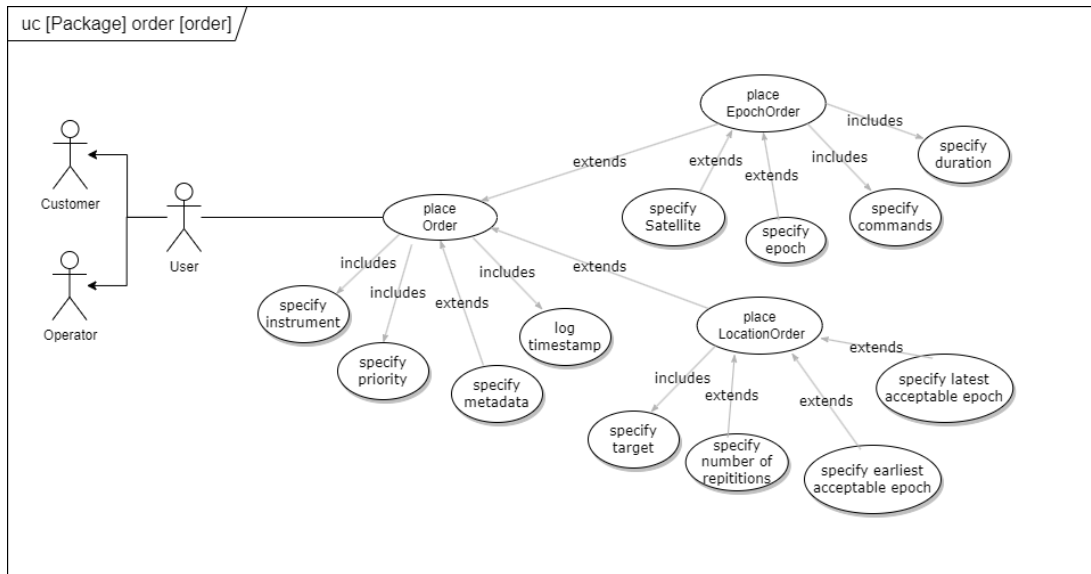 uc [Package] order [order]
place
EpochOrder
includes
specify
duration
extends
extends
extends
includes
specify
Satellite
specify
epoch
specify
commands
Customer
User
Operator
place
Order
includes
includes
extends
includes
specify
instrument
specify
priority
specify
metadata
log
timestamp
extends
place
LocationOrder
includes
extends
extends
extends
specify
target
specify
number of
repititions
specify earliest
acceptable epoch
specify latest
acceptable epoch